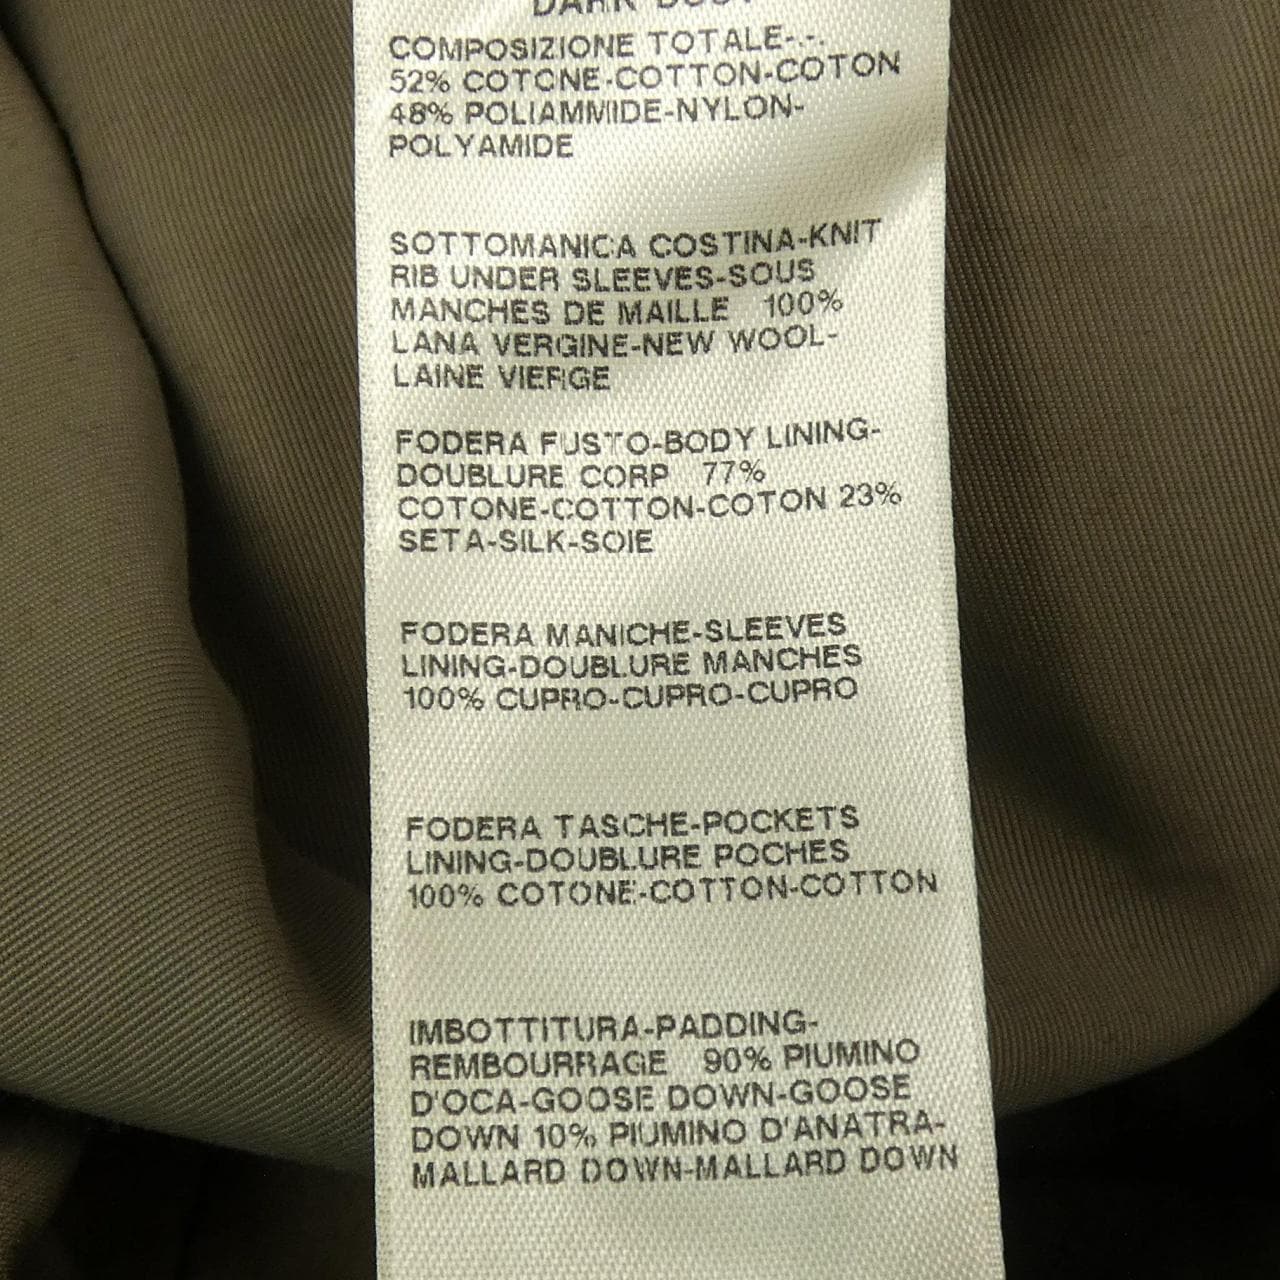 DARK DUST
COMPOSIZIONE TOTALE-.-.
52% COTONE-COTTON-COTON
48% POLIAMMIDE-NYLON-
POLYAMIDE
SOTTOMANICA COSTINA-KNIT
RIB UNDER SLEEVES-SOUS
MANCHES DE MAILLE 100%
LANA VERGINE-NEW WOOL-
LAINE VIERGE
FODERA FUSTO-BODY LINING-
DOUBLURE CORP 77%
COTONE-COTTON-COTON 23%
SETA-SILK-SOIE
FODERA MANICHE-SLEEVES
LINING-DOUBLURE MANCHES
100% CUPRO-CUPRO-CUPRO
FODERA TASCHE-POCKETS
LINING-DOUBLURE POCHES
100% COTONE-COTTON-COTTON
IMBOTTITURA-PADDING-
REMBOURRAGE 90% PIUMINO
D'OCA-GOOSE DOWN-GOOSE
DOWN 10% PIUMINO D'ANATRA-
MALLARD DOWN-MALLARD DOWN